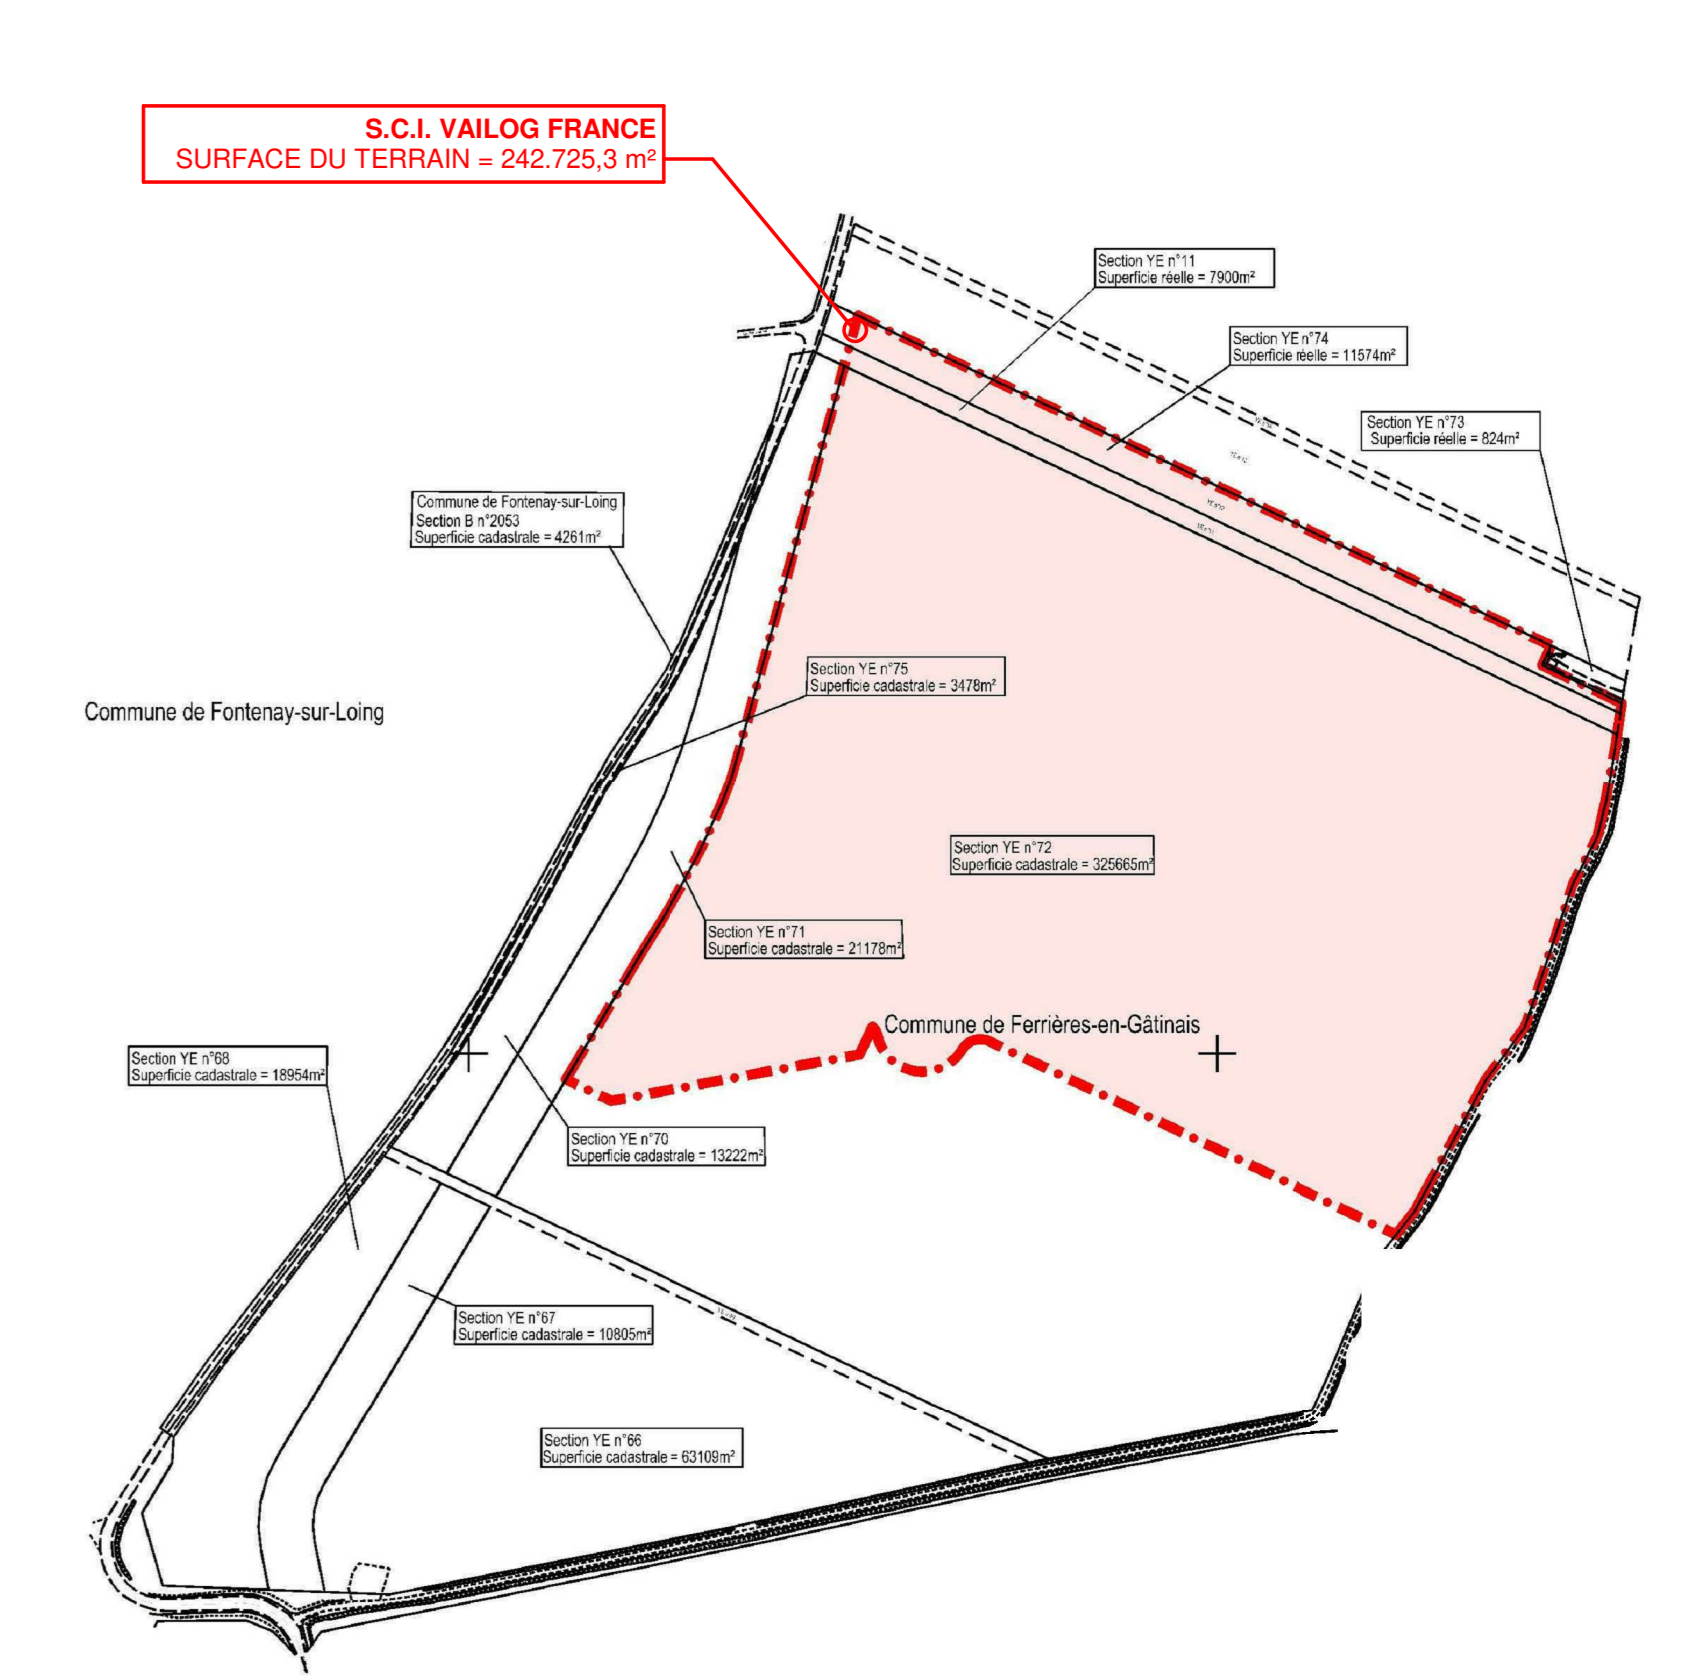 S.C.I. VAILOG FRANCE
SURFACE DU TERRAIN = 242.725,3 m²
Section YE n°11
Superficie réelle = 7900m²
Section YE n°74
Superficie réelle = 11574m²
Section YE n°73
Superficie réelle = 824m²
Commune de Fontenay-sur-Loing
Section B n°2053
Superficie cadastrale = 4261m²
Section YE n°75
Superficie cadastrale = 3478m²
Commune de Fontenay-sur-Loing
Section YE n°72
Superficie cadastrale = 325665m²
Section YE n°71
Superficie cadastrale = 21178m²
Commune de Ferrières-en-Gâtinais
Section YE n°68
Superficie cadastrale = 18954m²
Section YE n°70
Superficie cadastrale = 13222m²
Section YE n°67
Superficie cadastrale = 10805m²
Section YE n°66
Superficie cadastrale = 63109m²